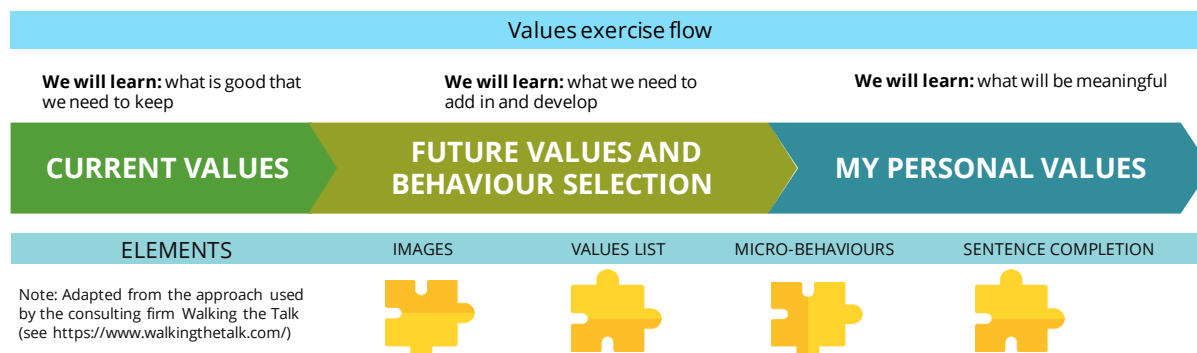 Values exercise flow
We will learn: what is good that
we need to keep
We will learn: what we need to
add in and develop
We will learn: what will be meaningful
CURRENT VALUES
FUTURE VALUES AND
BEHAVIOUR SELECTION
MY PERSONAL VALUES
ELEMENTS
IMAGES
VALUES LIST
MICRO-BEHAVIOURS
SENTENCE COMPLETION
Note: Adapted from the approach used
by the consulting firm Walking the Talk
(see https://www.walkingthetalk.com/)